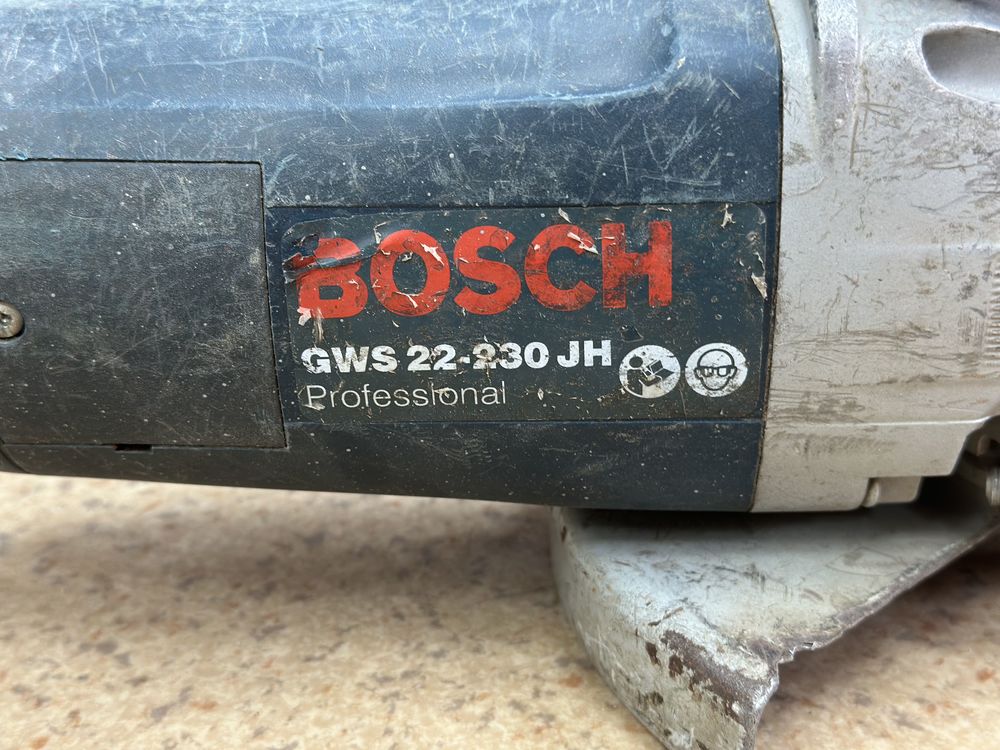 BOSCH
GWS 22-230 JH
Professional